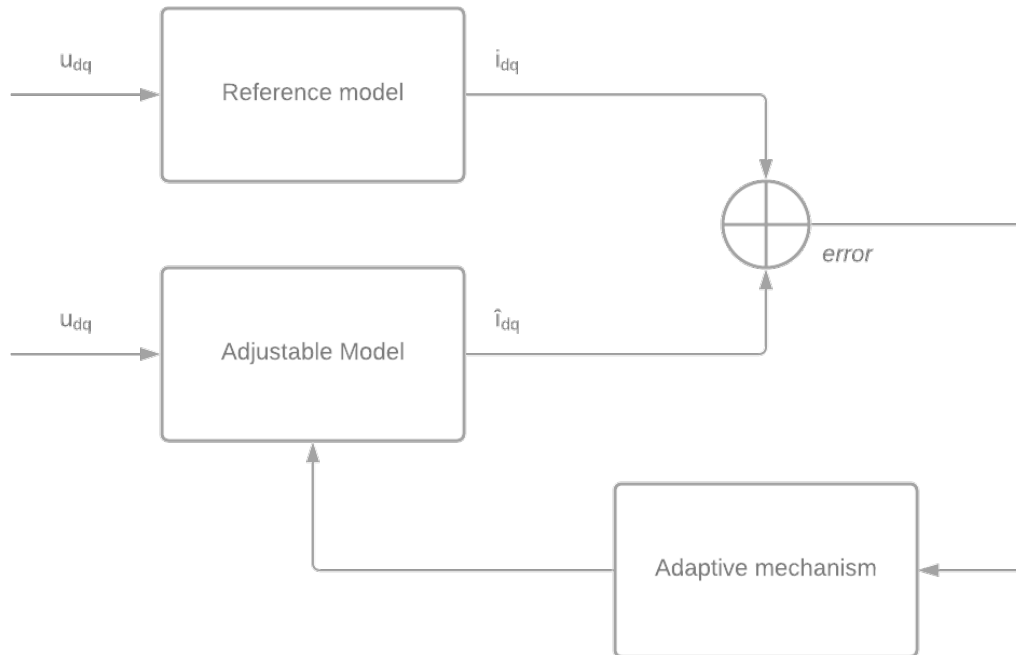 u_dq
i_dq
Reference model
error
u_dq
î_dq
Adjustable Model
Adaptive mechanism